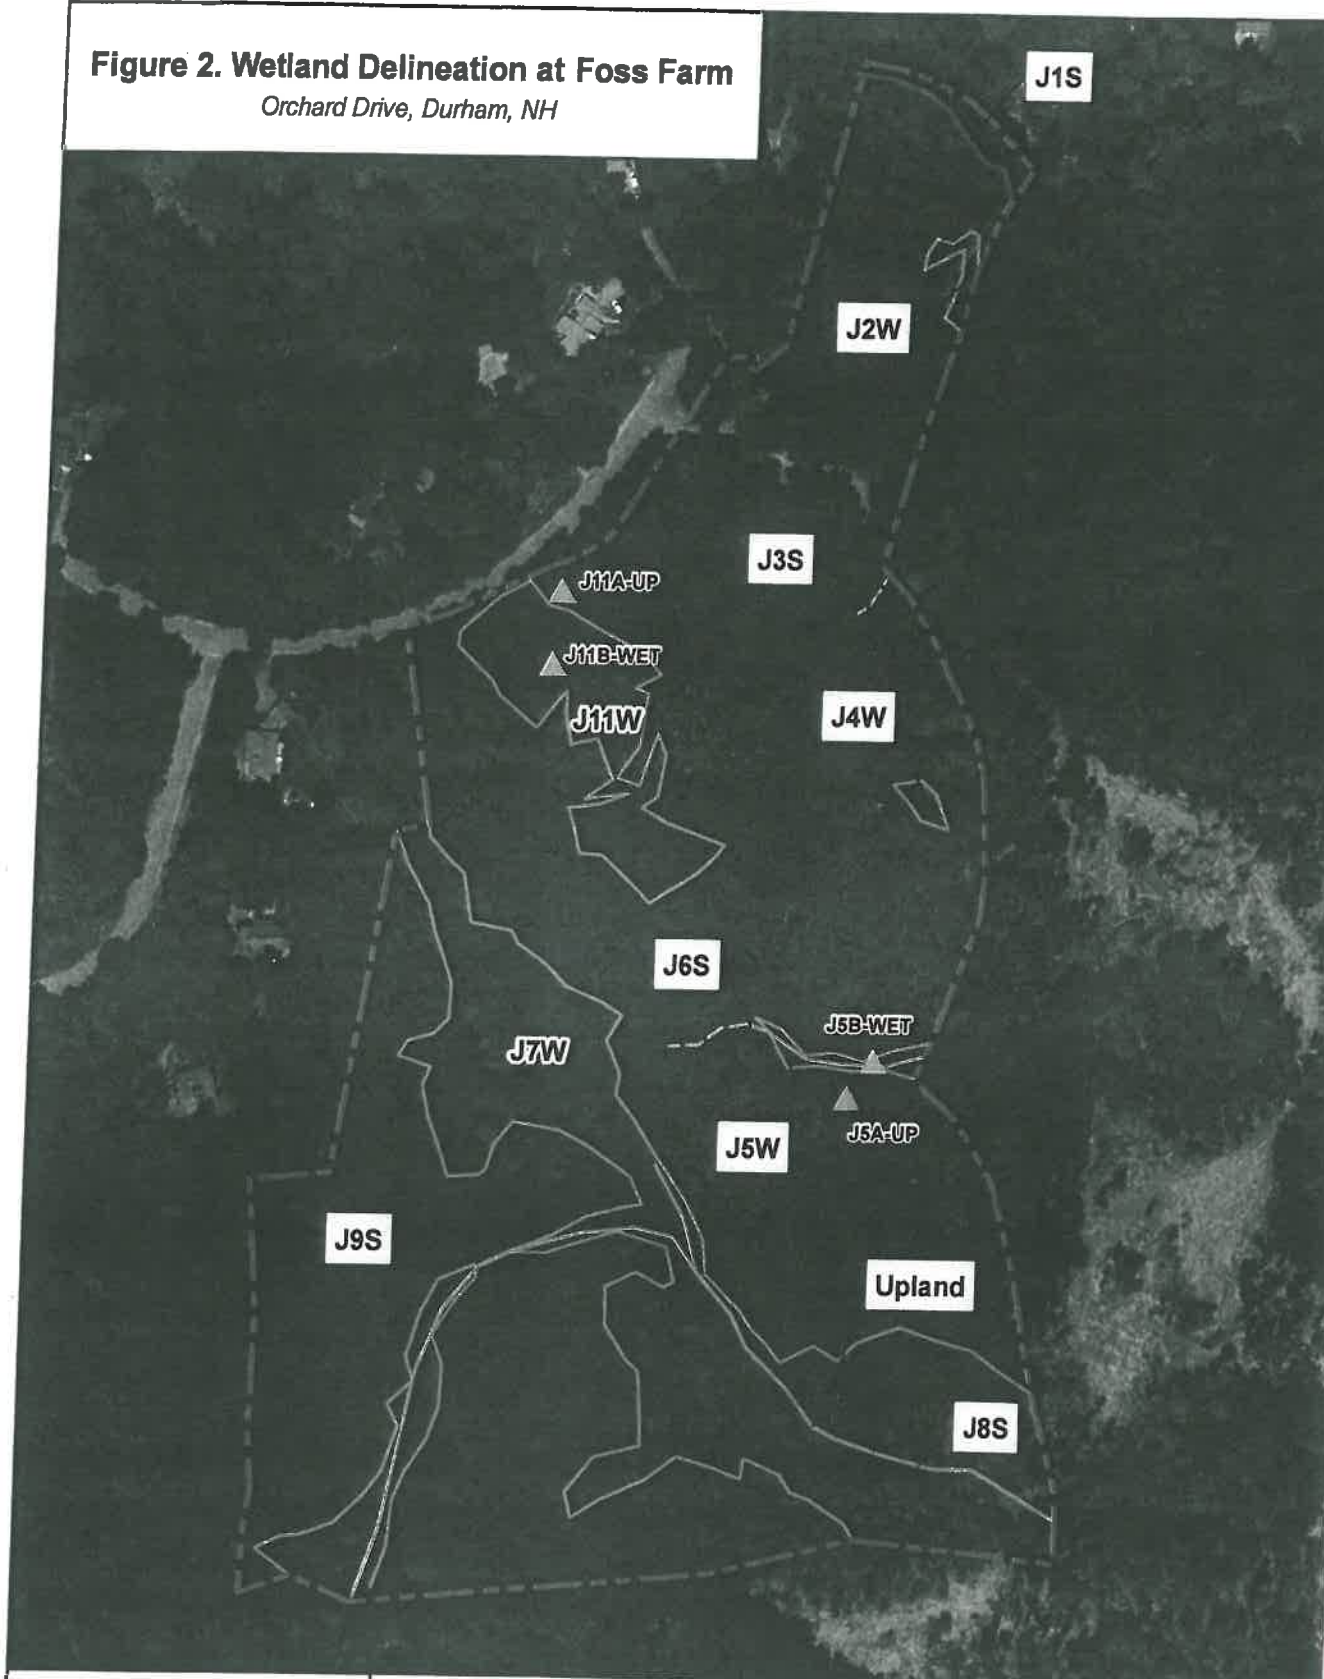 Figure 2. Wetland Delineation at Foss Farm
Orchard Drive, Durham, NH
J1S
J2W
J3S
J11A-UP
J11B-WET
J11W
J4W
J6S
J5B-WET
J7W
J5A-UP
J5W
J9S
Upland
J8S